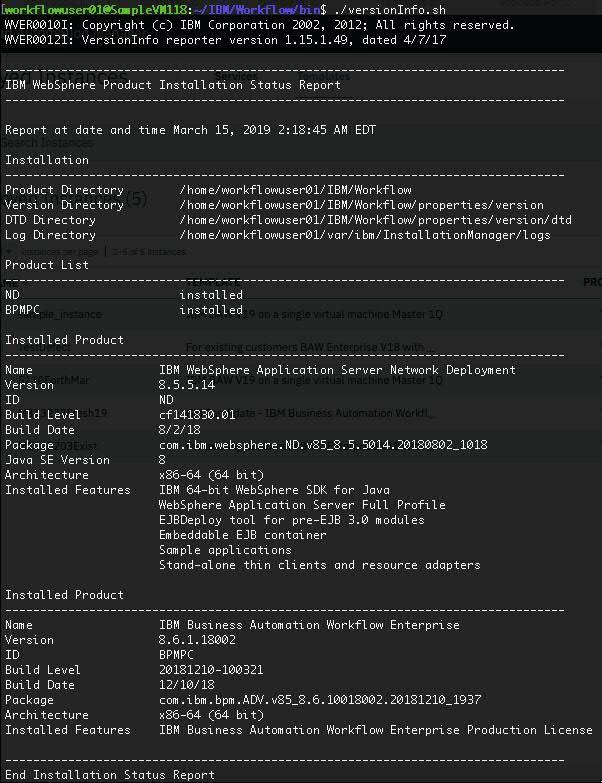 [workflowuser01@SampleVM118:~/IBM/Workflow/bin]$ ./versionInfo.sh
WVER0010I: Copyright (c) IBM Corporation 2002, 2012; All rights reserved.
WVER0012I: VersionInfo reporter version 1.15.1.49, dated 4/7/17
--------------------------------------------------------------------------------
IBM WebSphere Product Installation Status Report
--------------------------------------------------------------------------------
Report at date and time March 15, 2019 2:18:45 AM EDT
Installation
--------------------------------------------------------------------------------
Product Directory        /home/workflowuser01/IBM/Workflow
Version Directory        /home/workflowuser01/IBM/Workflow/properties/version
DTD Directory            /home/workflowuser01/IBM/Workflow/properties/version/dtd
Log Directory            /home/workflowuser01/var/ibm/InstallationManager/logs
Product List
--------------------------------------------------------------------------------
ND                       installed
BPMPC                    installed
Installed Product
--------------------------------------------------------------------------------
Name                  IBM WebSphere Application Server Network Deployment
Version               8.5.5.14
ID                    ND
Build Level           cf141830.01
Build Date            8/2/18
Package               com.ibm.websphere.ND.v85_8.5.5014.20180802_1018
Java SE Version       8
Architecture          x86-64 (64 bit)
Installed Features    IBM 64-bit WebSphere SDK for Java
WebSphere Application Server Full Profile
EJBDeploy tool for pre-EJB 3.0 modules
Embeddable EJB container
Sample applications
Stand-alone thin clients and resource adapters
Installed Product
--------------------------------------------------------------------------------
Name                  IBM Business Automation Workflow Enterprise
Version               8.6.1.18002
ID                    BPMPC
Build Level           20181210-100321
Build Date            12/10/18
Package               com.ibm.bpm.ADV.v85_8.6.10018002.20181210_1937
Architecture          x86-64 (64 bit)
Installed Features    IBM Business Automation Workflow Enterprise Production License
--------------------------------------------------------------------------------
End Installation Status Report